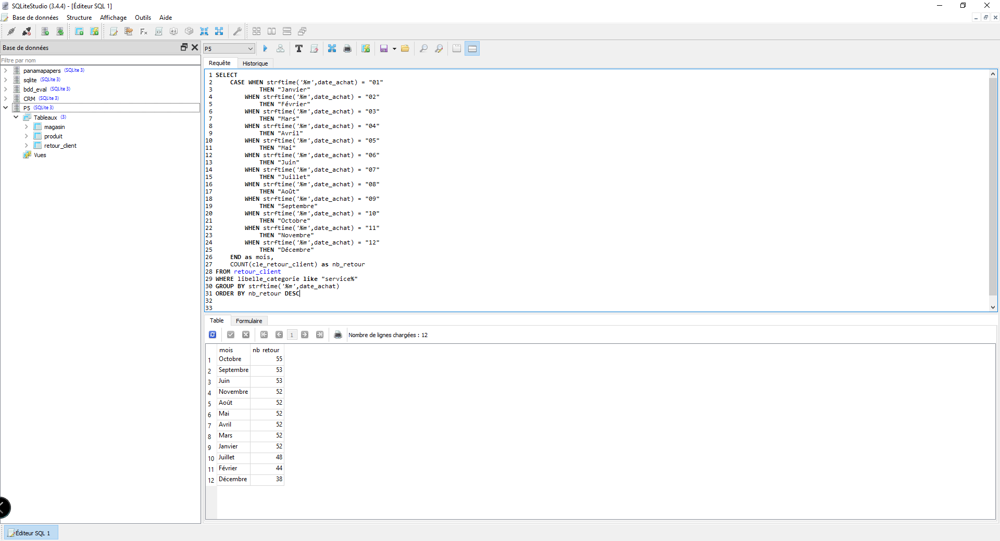 SQLiteStudio (3.4.4) - [Éditeur SQL 1]
Base de données Structure Affichage Outils Aide
Base de données
P5
Filtre par nom
panamapapers (SQLite 3)
sqlite (SQLite 3)
bdd_eval (SQLite 3)
CRM (SQLite 3)
P5 (SQLite 3)
Tableaux (3)
magasin
produit
retour_client
Vues
Requête Historique
1 SELECT
2 CASE WHEN strftime('%m',date_achat) = "01"
3 THEN "Janvier"
4 WHEN strftime('%m',date_achat) = "02"
5 THEN "Février"
6 WHEN strftime('%m',date_achat) = "03"
7 THEN "Mars"
8 WHEN strftime('%m',date_achat) = "04"
9 THEN "Avril"
10 WHEN strftime('%m',date_achat) = "05"
11 THEN "Mai"
12 WHEN strftime('%m',date_achat) = "06"
13 THEN "Juin"
14 WHEN strftime('%m',date_achat) = "07"
15 THEN "Juillet"
16 WHEN strftime('%m',date_achat) = "08"
17 THEN "Août"
18 WHEN strftime('%m',date_achat) = "09"
19 THEN "Septembre"
20 WHEN strftime('%m',date_achat) = "10"
21 THEN "Octobre"
22 WHEN strftime('%m',date_achat) = "11"
23 THEN "Novembre"
24 WHEN strftime('%m',date_achat) = "12"
25 THEN "Décembre"
26 END as mois,
27 COUNT(cle_retour_client) as nb_retour
28 FROM retour_client
29 WHERE libelle_categorie like "service%"
30 GROUP BY strftime('%m',date_achat)
31 ORDER BY nb_retour DESC
32
33
Table Formulaire
1 Nombre de lignes chargées : 12
mois nb retour
1 Octobre 55
2 Septembre 53
3 Juin 53
4 Novembre 52
5 Août 52
6 Mai 52
7 Avril 52
8 Mars 52
9 Janvier 52
10 Juillet 48
11 Février 44
12 Décembre 38
Éditeur SQL 1